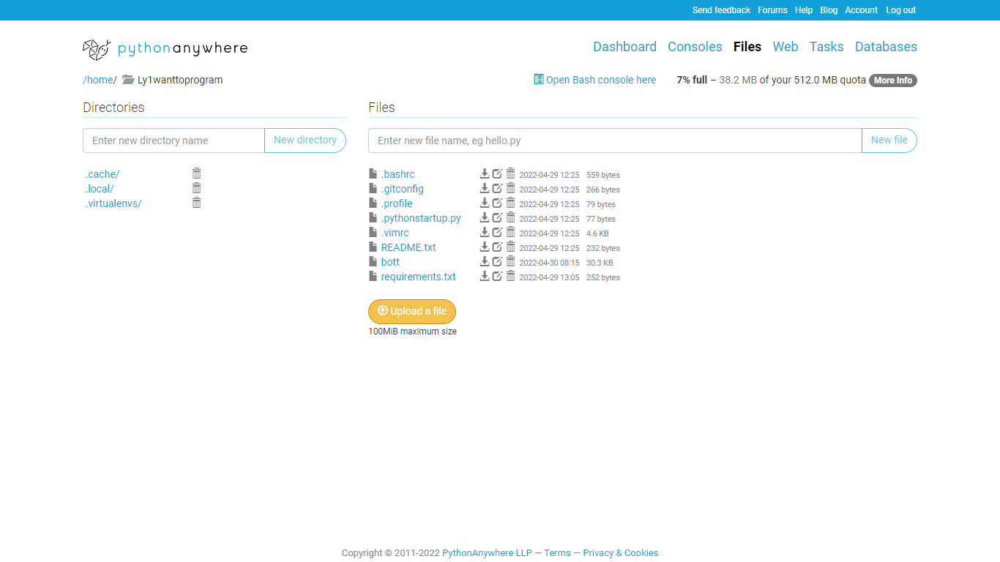 Send feedback Forums Help Blog Account Log out
pythonanywhere
Dashboard Consoles Files Web Tasks Databases
/home/ Ly1wanttoprogram
Open Bash console here 7% full – 38.2 MB of your 512.0 MB quota More Info
Directories
Enter new directory name New directory
.cache/
.local/
.virtualenvs/
Files
Enter new file name, eg hello.py New file
.bashrc 2022-04-29 12:25 559 bytes
.gitconfig 2022-04-29 12:25 266 bytes
.profile 2022-04-29 12:25 79 bytes
.pythonstartup.py 2022-04-29 12:25 77 bytes
.vimrc 2022-04-29 12:25 4.6 KB
README.txt 2022-04-29 12:25 232 bytes
bott 2022-04-30 08:15 30.3 KB
requirements.txt 2022-04-29 13:05 252 bytes
Upload a file
100MiB maximum size
Copyright © 2011-2022 PythonAnywhere LLP — Terms — Privacy & Cookies